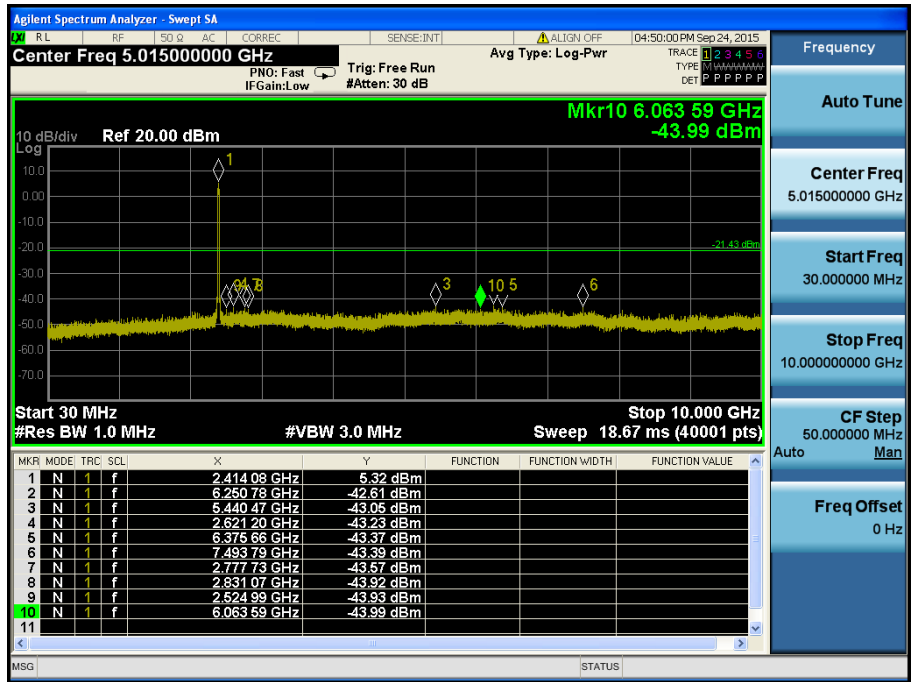 Agilent Spectrum Analyzer - Swept SA
LXI RL RF 50 Ω AC CORREC SENSE:INT ALIGN OFF 04:50:00 PM Sep 24, 2015
Center Freq 5.015000000 GHz
PNO: Fast
IFGain:Low
Trig: Free Run
#Atten: 30 dB
Avg Type: Log-Pwr
TRACE 1 2 3 4 5 6
TYPE M
DET P P P P P P
Mkr10 6.063 59 GHz
-43.99 dBm
10 dB/div Ref 20.00 dBm
Log
10.0
0.00
-10.0
-20.0
-30.0
-40.0
-50.0
-60.0
-70.0
1
-21.43 dBm
3
10 5
6
Start 30 MHz
Stop 10.000 GHz
#Res BW 1.0 MHz
#VBW 3.0 MHz
Sweep 18.67 ms (40001 pts)
MKR MODE TRC SCL X Y FUNCTION FUNCTION WIDTH FUNCTION VALUE
1 N 1 f 2.414 08 GHz 5.32 dBm
2 N 1 f 6.250 78 GHz -42.61 dBm
3 N 1 f 5.440 47 GHz -43.05 dBm
4 N 1 f 2.621 20 GHz -43.23 dBm
5 N 1 f 6.375 66 GHz -43.37 dBm
6 N 1 f 7.493 79 GHz -43.39 dBm
7 N 1 f 2.777 73 GHz -43.57 dBm
8 N 1 f 2.831 07 GHz -43.92 dBm
9 N 1 f 2.524 99 GHz -43.93 dBm
10 N 1 f 6.063 59 GHz -43.99 dBm
11
MSG
STATUS
Frequency
Auto Tune
Center Freq
5.015000000 GHz
Start Freq
30.000000 MHz
Stop Freq
10.000000000 GHz
CF Step
50.000000 MHz
Auto Man
Freq Offset
0 Hz